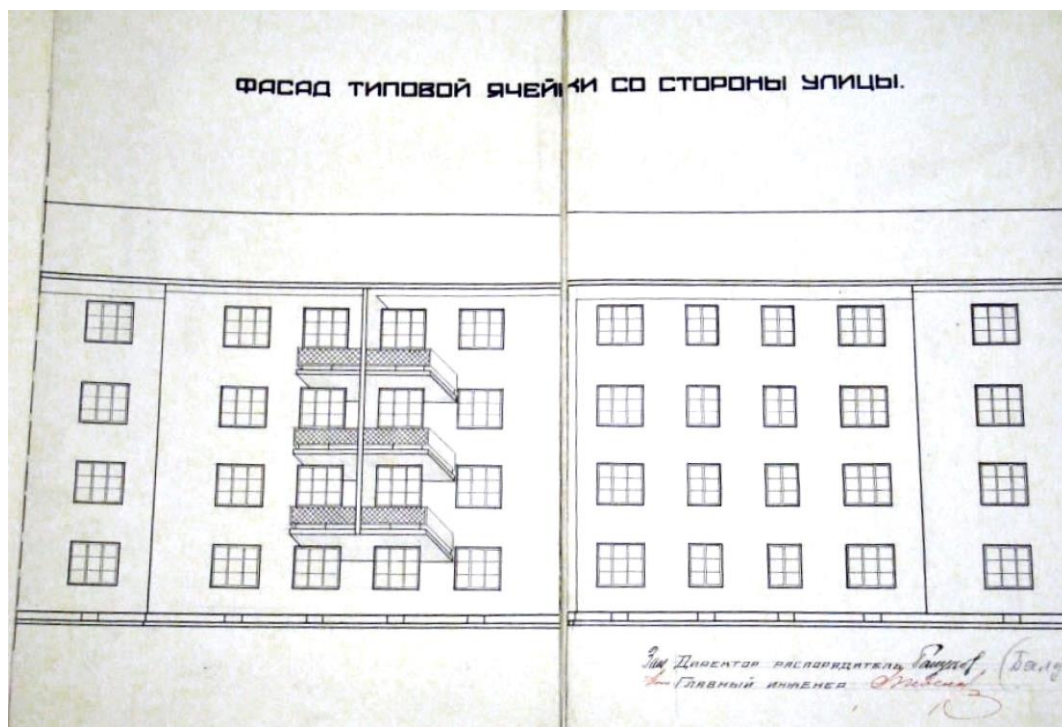 ФАСАД ТИПОВОЙ ЯЧЕЙКИ СО СТОРОНЫ УЛИЦЫ.
Зам Директор распорядитель
Главный инженер